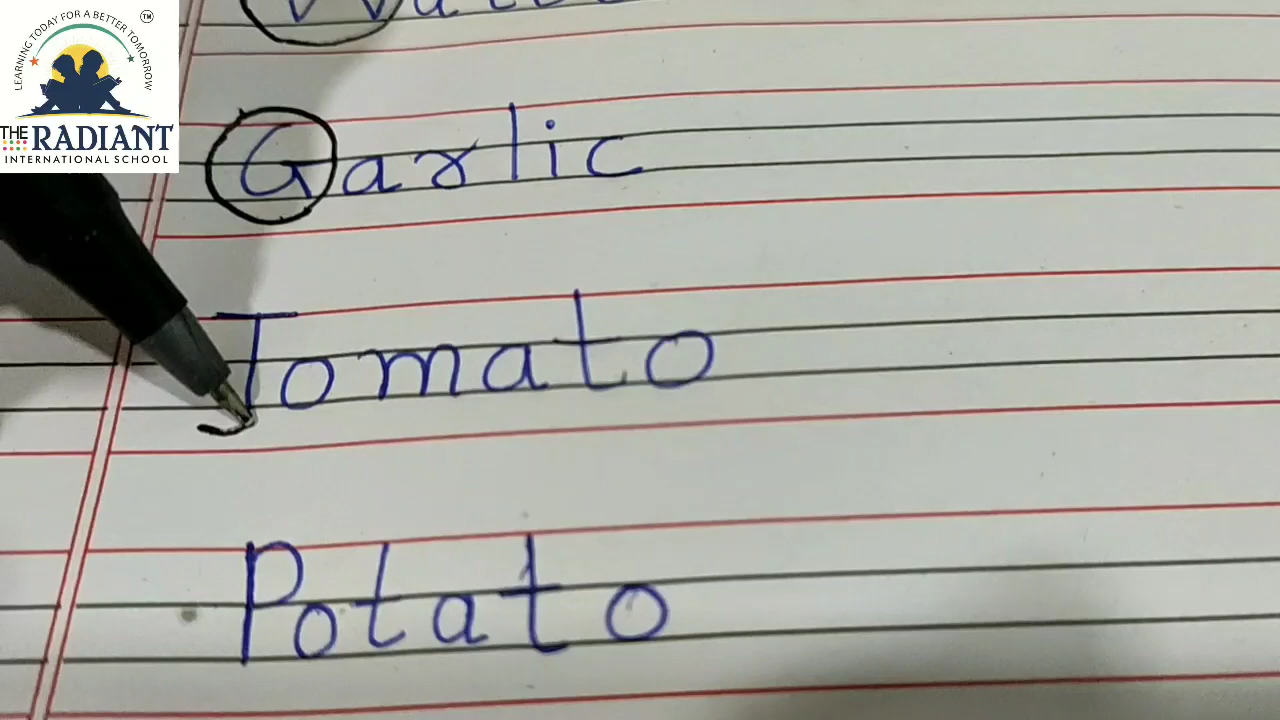 LEARNING TODAY FOR A BETTER TOMORROW
TM
THE RADIANT
INTERNATIONAL SCHOOL
Garlic
Tomato
Potato